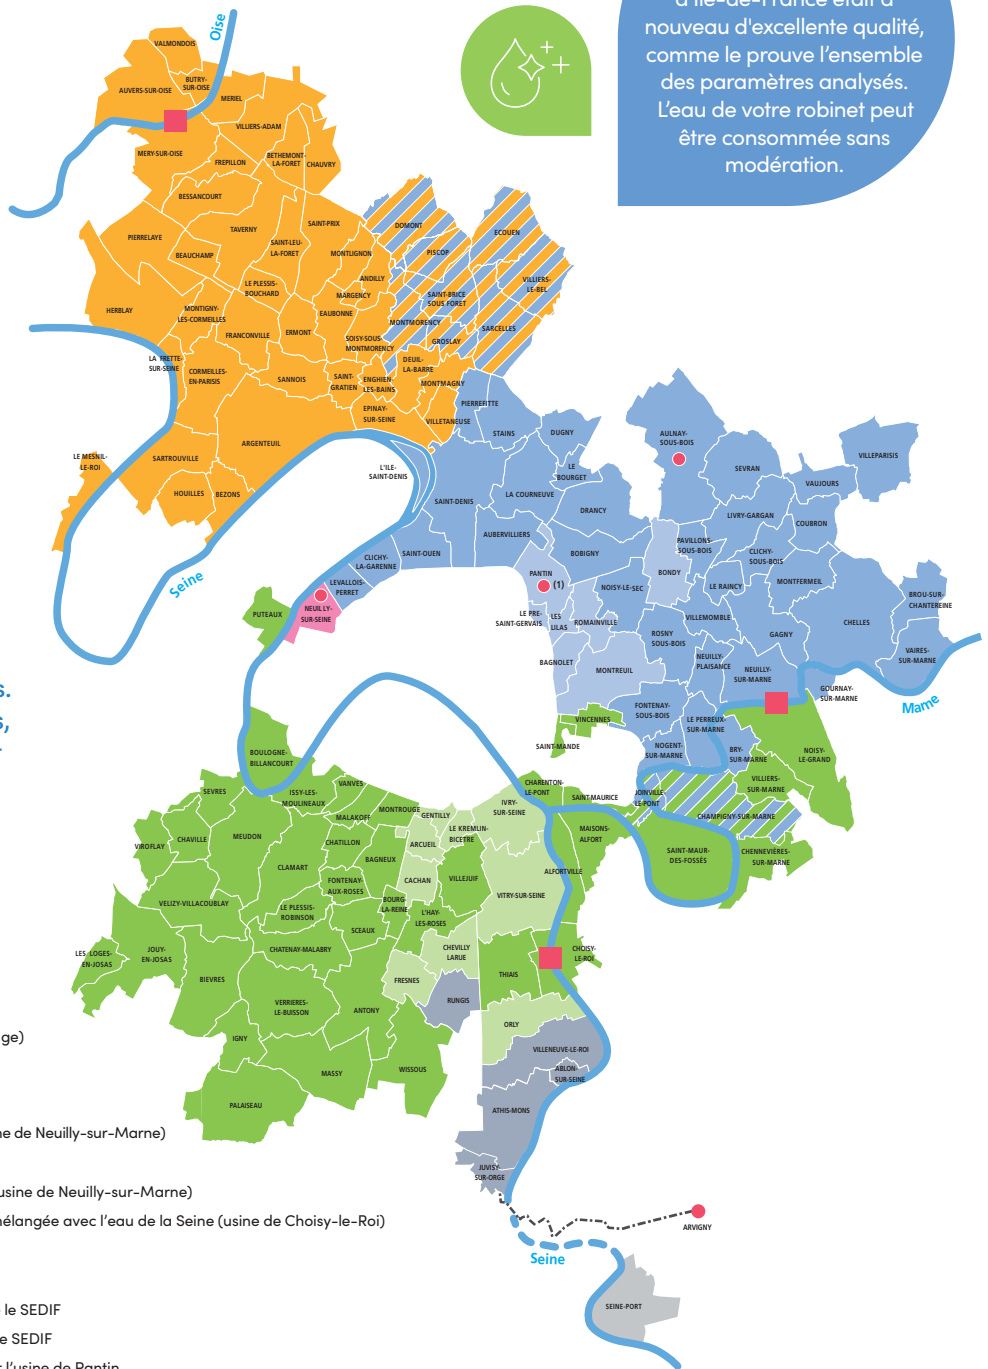 d'Île-de-France était à
nouveau d'excellente qualité,
comme le prouve l'ensemble
des paramètres analysés.
L'eau de votre robinet peut
être consommée sans
modération.
Oise
VALMONDOIS
BUTRY-
SUR-OISE
AUVERS-SUR-OISE
MERIEL
VILLIERS-ADAM
MERY-SUR-OISE
FREPILLON
BETHEMONT-
LA-FORET
CHAUVRY
BESSANCOURT
PIERRELAYE
TAVERNY
SAINT-PRIX
BEAUCHAMP
SAINT-LEU-
LA-FORET
MONTLIGNON
ANDILLY
LE PLESSIS-
BOUCHARD
MARGENCY
HERBLAY
MONTIGNY-
LES-CORMEILLES
EAUBONNE
FRANCONVILLE
ERMONT
SOISY-SOUS-
MONTMORENCY
DOMONT
PISCOP
ECOUEN
VILLIERS-
LE-BEL
SAINT-BRICE
SOUS FORET
MONTMORENCY
GROSLAY
SARCELLES
LA FRETTE-
SUR-SEINE
CORMEILLES-
EN-PARISIS
SANNOIS
SAINT-
GRATIEN
ENGHIEN
LES-BAINS
DEUIL-
LA-BARRE
MONTMAGNY
EPINAY-
SUR-SEINE
VILLETANEUSE
ARGENTEUIL
SARTROUVILLE
LE MESNIL-
LE-ROI
HOUILLES
BEZONS
L'ILE-
SAINT-DENIS
PIERREFITTE
STAINS
DUGNY
LE
BOURGET
AULNAY-
SOUS-BOIS
SEVRAN
VILLEPARISIS
VAUJOURS
SAINT-DENIS
LA COURNEUVE
DRANCY
LIVRY-GARGAN
COUBRON
AUBERVILLIERS
BOBIGNY
PAVILLONS-
SOUS-BOIS
CLICHY-
SOUS-BOIS
SAINT-OUEN
CLICHY-
LA-GARENNE
LEVALLOIS-
PERRET
NEUILLY-
SUR-SEINE
PUTEAUX
Seine
PANTIN
(1)
BONDY
NOISY-LE-SEC
LE RAINCY
MONTFERMEIL
BROU-SUR-
CHANTEREINE
LE PRE-
SAINT-GERVAIS
LES
LILAS
ROMAINVILLE
VILLEMOMBLE
CHELLES
ROSNY
SOUS-BOIS
GAGNY
VAIRES-
SUR-MARNE
BAGNOLET
MONTREUIL
NEUILLY-
PLAISANCE
NEUILLY-
SUR-MARNE
GOURNAY-
SUR-MARNE
Marne
s.
s,
VINCENNES
FONTENAY-
SOUS-BOIS
LE PERREUX
-SUR-MARNE
SAINT-MANDE
NOGENT-
SUR-MARNE
BRY-
SUR-MARNE
NOISY-
LE-GRAND
BOULOGNE-
BILLANCOURT
CHARENTON-
LE-PONT
SAINT-MAURICE
JOINVILLE-
LE-PONT
VILLIERS-
SUR-MARNE
CHAMPIGNY-SUR-MARNE
SEVRES
ISSY-LES-
MOULINEAUX
VANVES
MALAKOFF
MONTROUGE
GENTILLY
IVRY-
SUR-SEINE
LE KREMLIN-
BICETRE
MAISONS-
ALFORT
SAINT-MAUR-
DES-FOSSÉS
CHENNEVIÈRES-
SUR-MARNE
VIROFLAY
CHAVILLE
MEUDON
CHATILLON
ARCUEIL
BAGNEUX
CLAMART
CACHAN
VILLEJUIF
ALFORTVILLE
FONTENAY-
AUX-ROSES
VITRY-SUR-SEINE
VELIZY-VILLACOUBLAY
LE PLESSIS-
ROBINSON
BOURG-
LA-REINE
L'HAY-
LES-ROSES
SCEAUX
LES LOGES-
EN-JOSAS
JOUY-
EN-JOSAS
CHATENAY-MALABRY
CHEVILLY
LARUE
CHOISY-
LE-ROI
BIEVRES
FRESNES
THIAIS
VERRIERES-
LE-BUISSON
ANTONY
RUNGIS
ORLY
IGNY
MASSY
WISSOUS
VILLENEUVE-LE-ROI
ABLON-
SUR-SEINE
PALAISEAU
ATHIS-MONS
JUVISY-
SUR-ORGE
ge)
ne de Neuilly-sur-Marne)
usine de Neuilly-sur-Marne)
élangée avec l'eau de la Seine (usine de Choisy-le-Roi)
ARVIGNY
Seine
SEINE-PORT
le SEDIF
e SEDIF
l'usine de Pantin